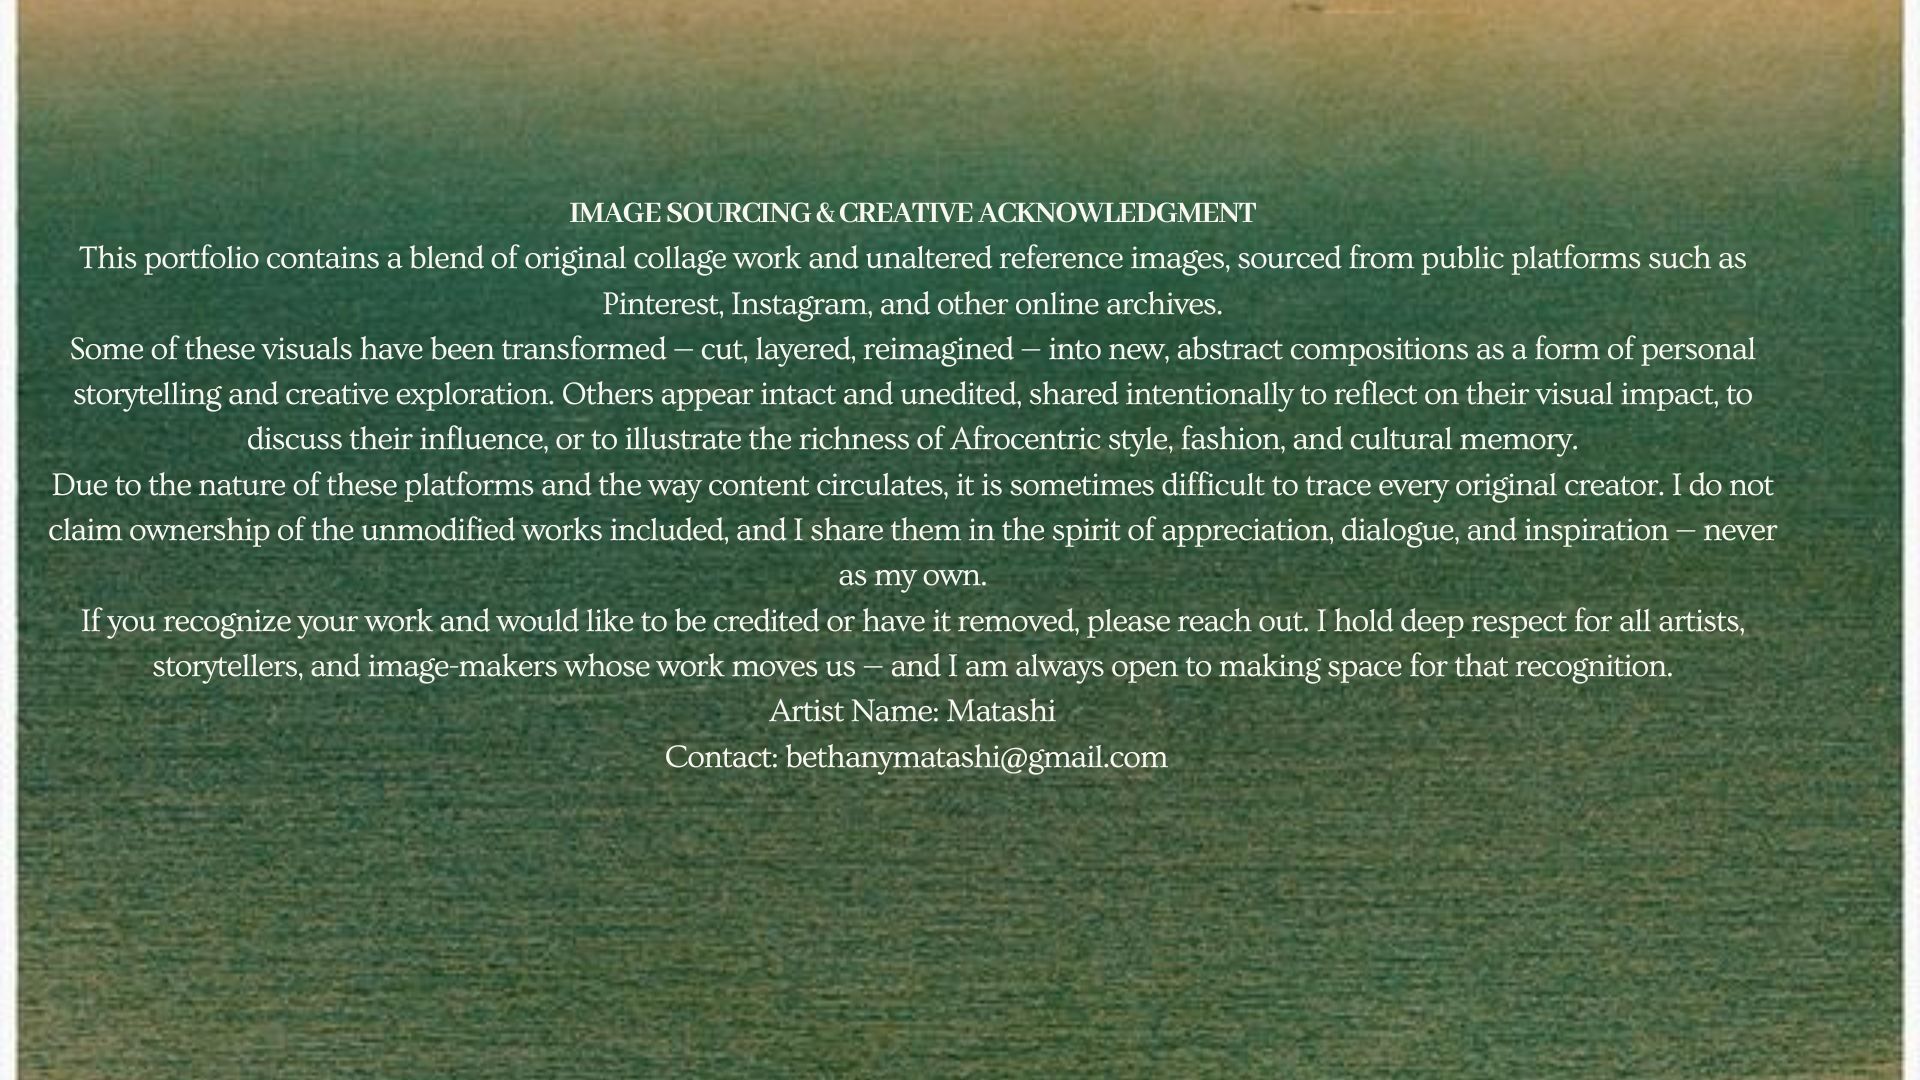 IMAGE SOURCING & CREATIVE ACKNOWLEDGMENT
This portfolio contains a blend of original collage work and unaltered reference images, sourced from public platforms such as
Pinterest, Instagram, and other online archives.
Some of these visuals have been transformed — cut, layered, reimagined — into new, abstract compositions as a form of personal
storytelling and creative exploration. Others appear intact and unedited, shared intentionally to reflect on their visual impact, to
discuss their influence, or to illustrate the richness of Afrocentric style, fashion, and cultural memory.
Due to the nature of these platforms and the way content circulates, it is sometimes difficult to trace every original creator. I do not
claim ownership of the unmodified works included, and I share them in the spirit of appreciation, dialogue, and inspiration — never
as my own.
If you recognize your work and would like to be credited or have it removed, please reach out. I hold deep respect for all artists,
storytellers, and image-makers whose work moves us — and I am always open to making space for that recognition.
Artist Name: Matashi
Contact: bethanymatashi@gmail.com